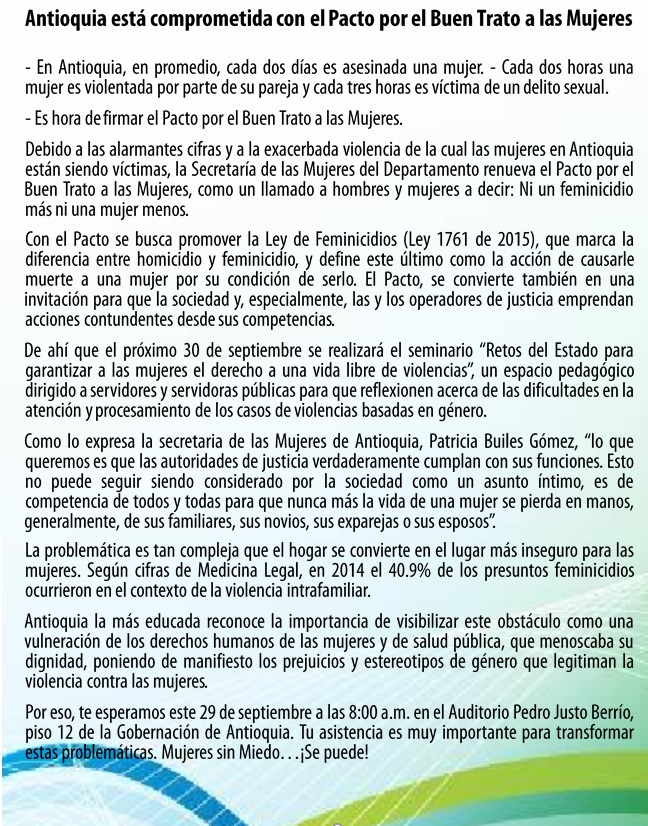 Antioquia está comprometida con el Pacto por el Buen Trato a las Mujeres
- En Antioquia, en promedio, cada dos días es asesinada una mujer. - Cada dos horas una
mujer es violentada por parte de su pareja y cada tres horas es víctima de un delito sexual.
- Es hora de firmar el Pacto por el Buen Trato a las Mujeres.
Debido a las alarmantes cifras y a la exacerbada violencia de la cual las mujeres en Antioquia
están siendo víctimas, la Secretaría de las Mujeres del Departamento renueva el Pacto por el
Buen Trato a las Mujeres, como un llamado a hombres y mujeres a decir: Ni un feminicidio
más ni una mujer menos.
Con el Pacto se busca promover la Ley de Feminicidios (Ley 1761 de 2015), que marca la
diferencia entre homicidio y feminicidio, y define este último como la acción de causarle
muerte a una mujer por su condición de serlo. El Pacto, se convierte también en una
invitación para que la sociedad y, especialmente, las y los operadores de justicia emprendan
acciones contundentes desde sus competencias.
De ahí que el próximo 30 de septiembre se realizará el seminario “Retos del Estado para
garantizar a las mujeres el derecho a una vida libre de violencias”, un espacio pedagógico
dirigido a servidores y servidoras públicas para que reflexionen acerca de las dificultades en la
atención y procesamiento de los casos de violencias basadas en género.
Como lo expresa la secretaria de las Mujeres de Antioquia, Patricia Builes Gómez, “lo que
queremos es que las autoridades de justicia verdaderamente cumplan con sus funciones. Esto
no puede seguir siendo considerado por la sociedad como un asunto íntimo, es de
competencia de todos y todas para que nunca más la vida de una mujer se pierda en manos,
generalmente, de sus familiares, sus novios, sus exparejas o sus esposos”.
La problemática es tan compleja que el hogar se convierte en el lugar más inseguro para las
mujeres. Según cifras de Medicina Legal, en 2014 el 40.9% de los presuntos feminicidios
ocurrieron en el contexto de la violencia intrafamiliar.
Antioquia la más educada reconoce la importancia de visibilizar este obstáculo como una
vulneración de los derechos humanos de las mujeres y de salud pública, que menoscaba su
dignidad, poniendo de manifiesto los prejuicios y estereotipos de género que legitiman la
violencia contra las mujeres.
Por eso, te esperamos este 29 de septiembre a las 8:00 a.m. en el Auditorio Pedro Justo Berrío,
piso 12 de la Gobernación de Antioquia. Tu asistencia es muy importante para transformar
estas problemáticas. Mujeres sin Miedo…¡Se puede!